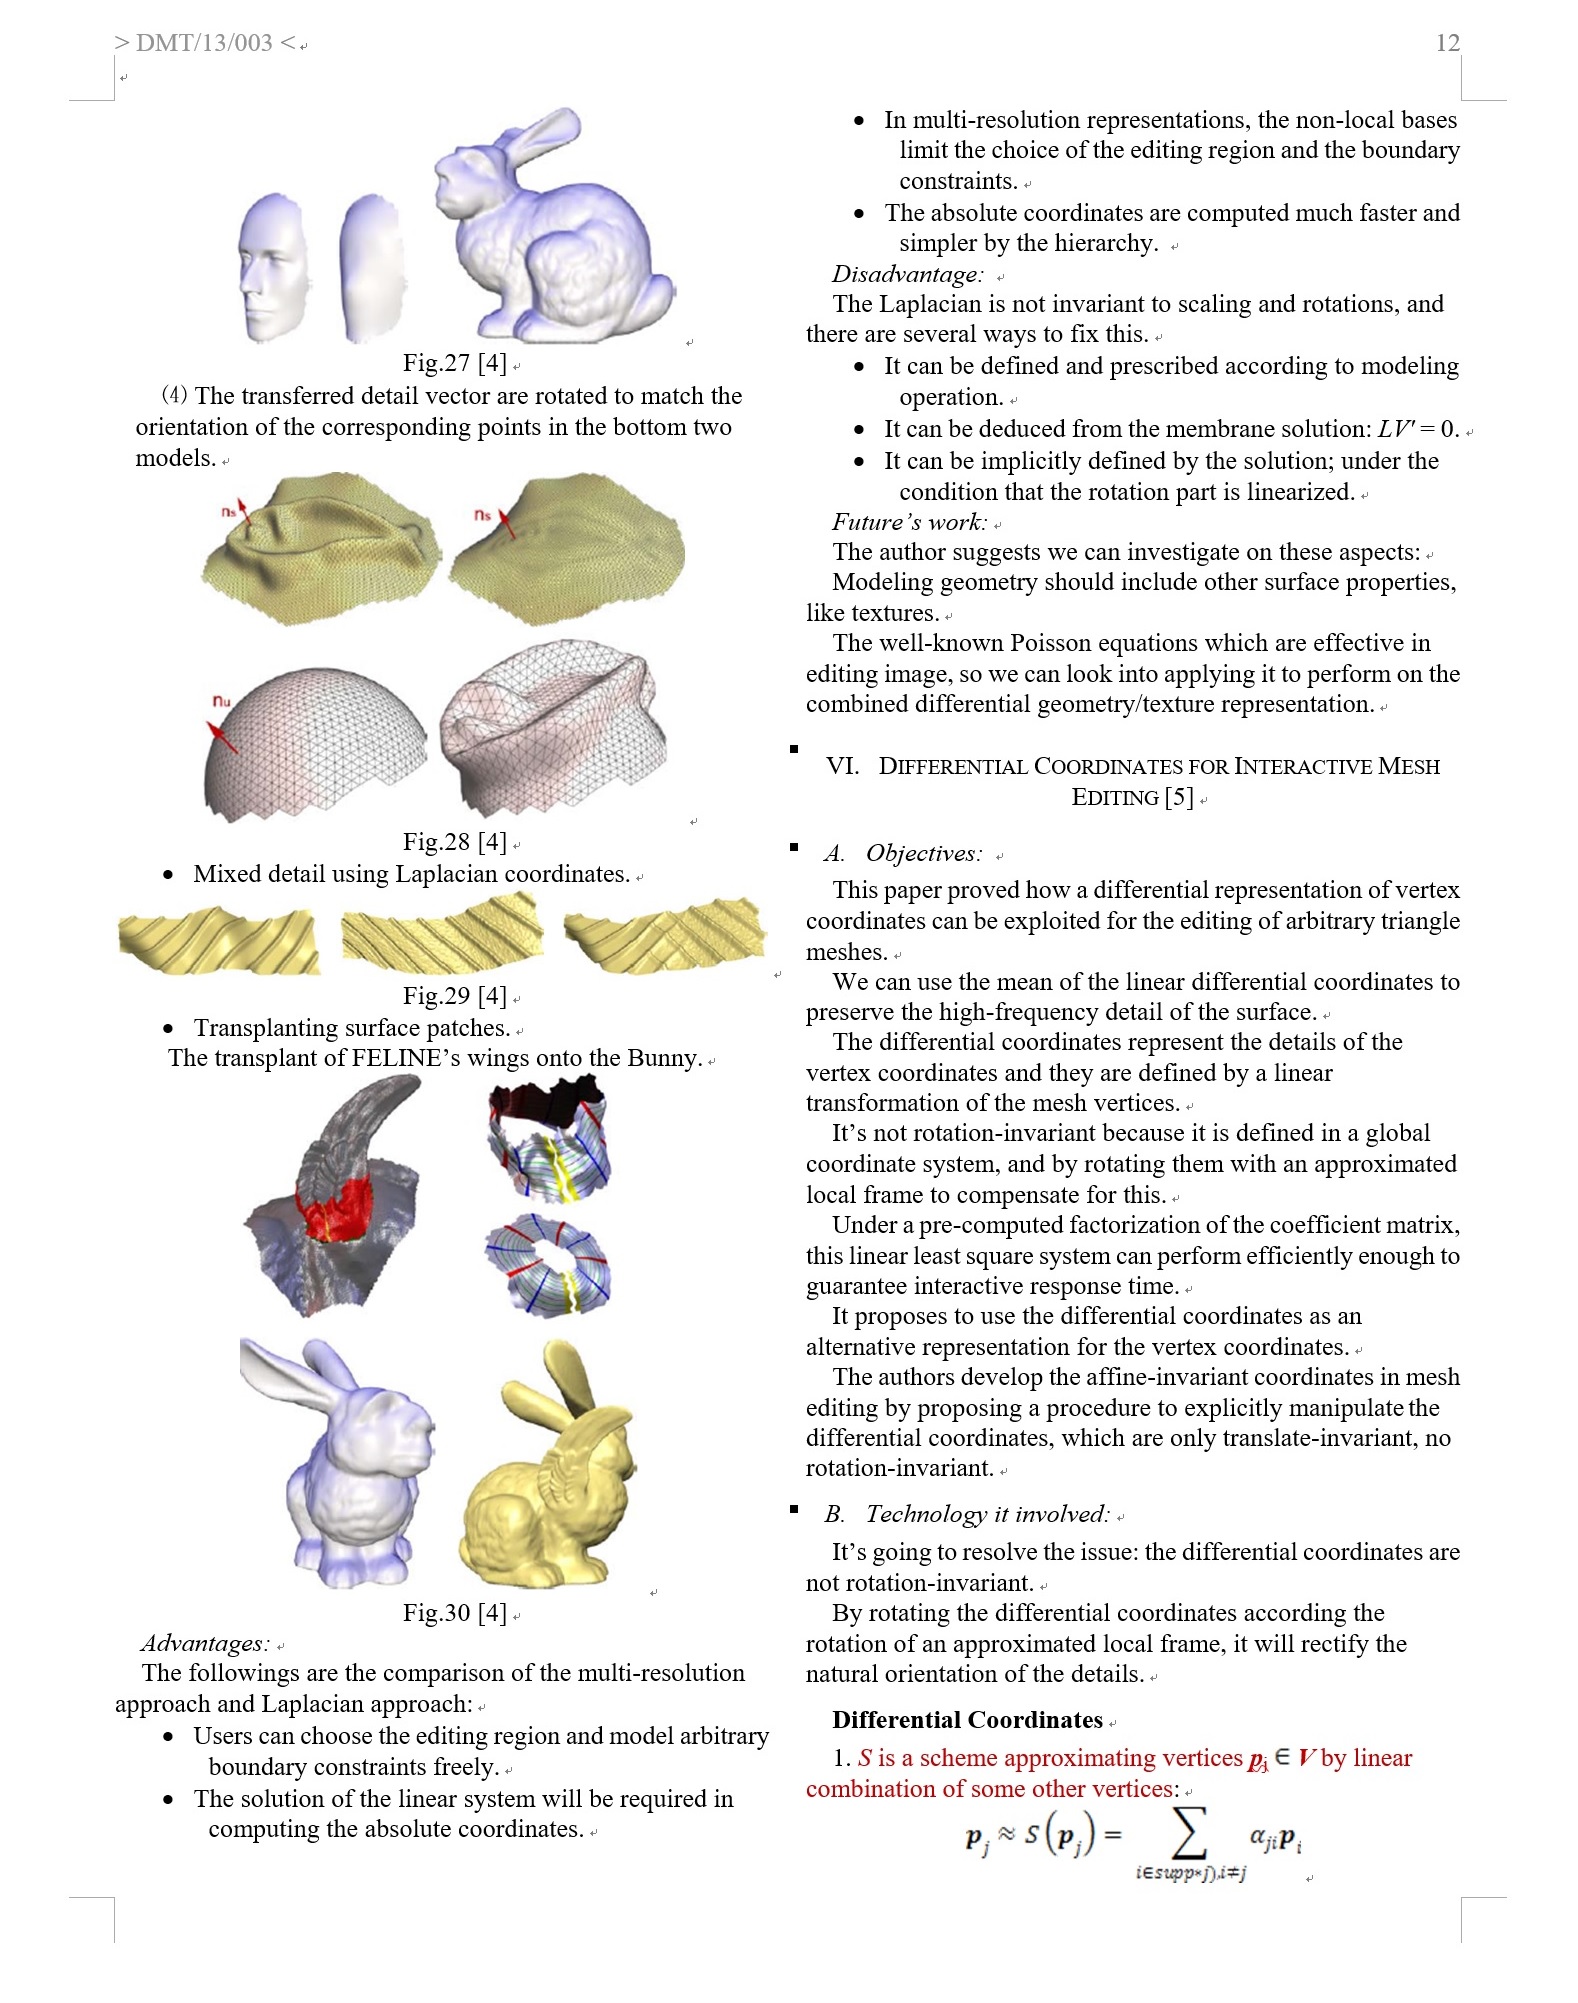 > DMT/13/003 <
12
Fig.27 [4]
(4) The transferred detail vector are rotated to match the
orientation of the corresponding points in the bottom two
models.
ns
ns
nu
Fig.28 [4]
• Mixed detail using Laplacian coordinates.
Fig.29 [4]
• Transplanting surface patches.
The transplant of FELINE’s wings onto the Bunny.
Fig.30 [4]
Advantages:
The followings are the comparison of the multi-resolution
approach and Laplacian approach:
• Users can choose the editing region and model arbitrary
boundary constraints freely.
• The solution of the linear system will be required in
computing the absolute coordinates.
• In multi-resolution representations, the non-local bases
limit the choice of the editing region and the boundary
constraints.
• The absolute coordinates are computed much faster and
simpler by the hierarchy.
Disadvantage:
The Laplacian is not invariant to scaling and rotations, and
there are several ways to fix this.
• It can be defined and prescribed according to modeling
operation.
• It can be deduced from the membrane solution: LV' = 0.
• It can be implicitly defined by the solution; under the
condition that the rotation part is linearized.
Future’s work:
The author suggests we can investigate on these aspects:
Modeling geometry should include other surface properties,
like textures.
The well-known Poisson equations which are effective in
editing image, so we can look into applying it to perform on the
combined differential geometry/texture representation.
VI. DIFFERENTIAL COORDINATES FOR INTERACTIVE MESH
EDITING [5]
A. Objectives:
This paper proved how a differential representation of vertex
coordinates can be exploited for the editing of arbitrary triangle
meshes.
We can use the mean of the linear differential coordinates to
preserve the high-frequency detail of the surface.
The differential coordinates represent the details of the
vertex coordinates and they are defined by a linear
transformation of the mesh vertices.
It’s not rotation-invariant because it is defined in a global
coordinate system, and by rotating them with an approximated
local frame to compensate for this.
Under a pre-computed factorization of the coefficient matrix,
this linear least square system can perform efficiently enough to
guarantee interactive response time.
It proposes to use the differential coordinates as an
alternative representation for the vertex coordinates.
The authors develop the affine-invariant coordinates in mesh
editing by proposing a procedure to explicitly manipulate the
differential coordinates, which are only translate-invariant, no
rotation-invariant.
B. Technology it involved:
It’s going to resolve the issue: the differential coordinates are
not rotation-invariant.
By rotating the differential coordinates according the
rotation of an approximated local frame, it will rectify the
natural orientation of the details.
Differential Coordinates
1. S is a scheme approximating vertices pj ∈ V by linear
combination of some other vertices:
pj ≈ S(pj) = ∑ αji pi
i∈supp*j),i≠j